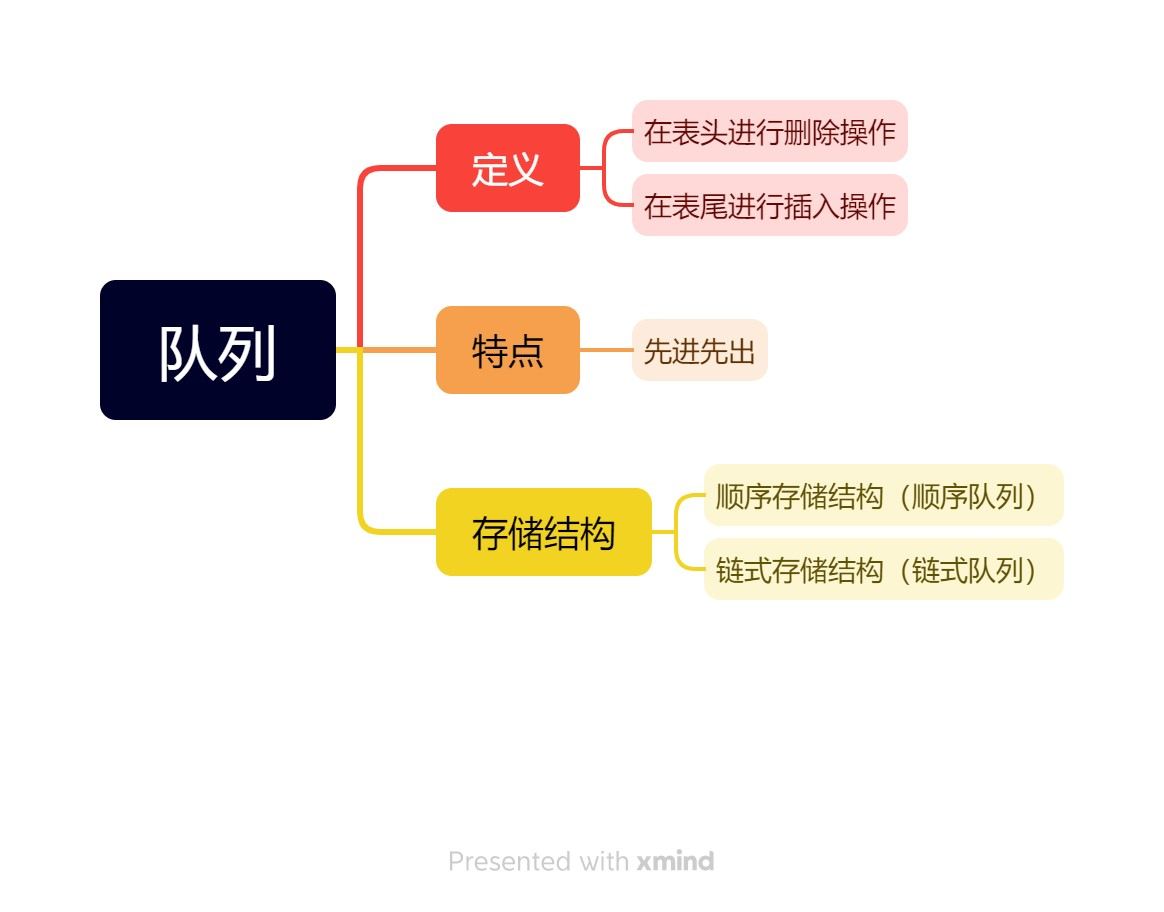 队列
定义
在表头进行删除操作
在表尾进行插入操作
特点
先进先出
存储结构
顺序存储结构（顺序队列）
链式存储结构（链式队列）
Presented with xmind